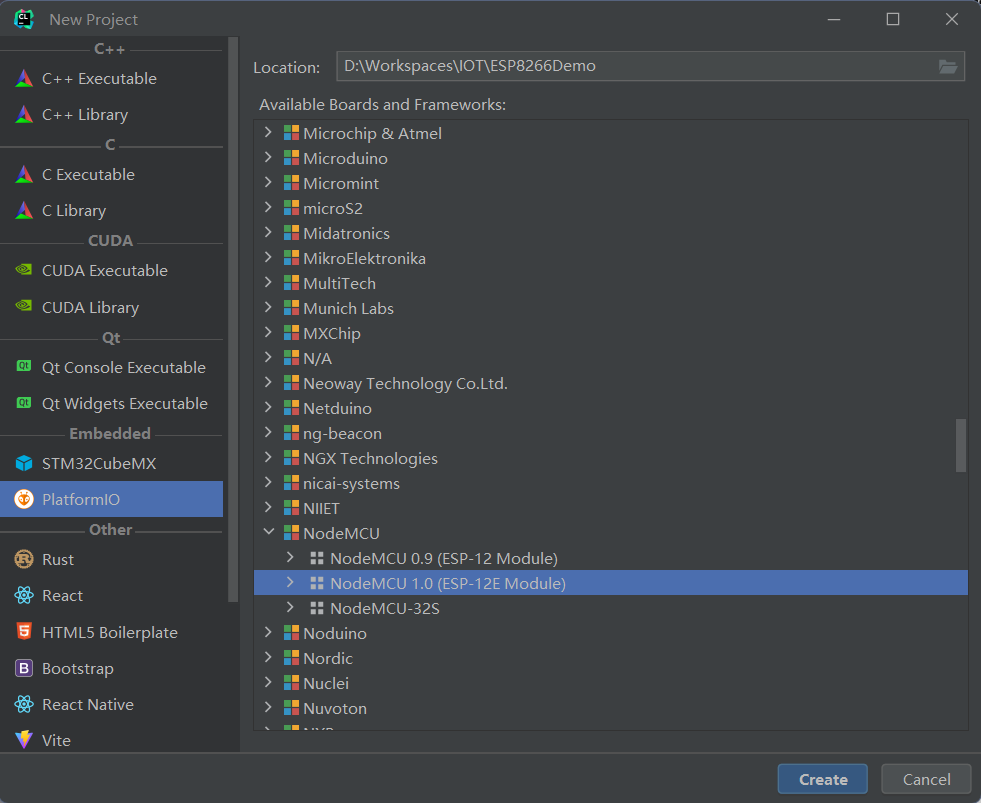 CL
New Project
C++
C++ Executable
C++ Library
C
C Executable
C Library
CUDA
CUDA Executable
CUDA Library
Qt
Qt Qt Console Executable
Qt Qt Widgets Executable
Embedded
STM32CubeMX
PlatformIO
Other
Rust
React
HTML5 Boilerplate
B Bootstrap
React Native
Vite
Location: D:\Workspaces\IOT\ESP8266Demo
Available Boards and Frameworks:
Microchip & Atmel
Microduino
Micromint
microS2
Midatronics
MikroElektronika
MultiTech
Munich Labs
MXChip
N/A
Neoway Technology Co.Ltd.
Netduino
ng-beacon
NGX Technologies
nicai-systems
NIIET
NodeMCU
NodeMCU 0.9 (ESP-12 Module)
NodeMCU 1.0 (ESP-12E Module)
NodeMCU-32S
Noduino
Nordic
Nuclei
Nuvoton
Create
Cancel